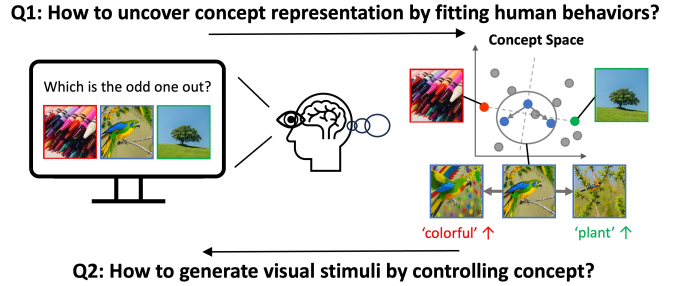 Q1: How to uncover concept representation by fitting human behaviors?
Concept Space
Which is the odd one out?
'colorful' ↑
'plant' ↑
Q2: How to generate visual stimuli by controlling concept?